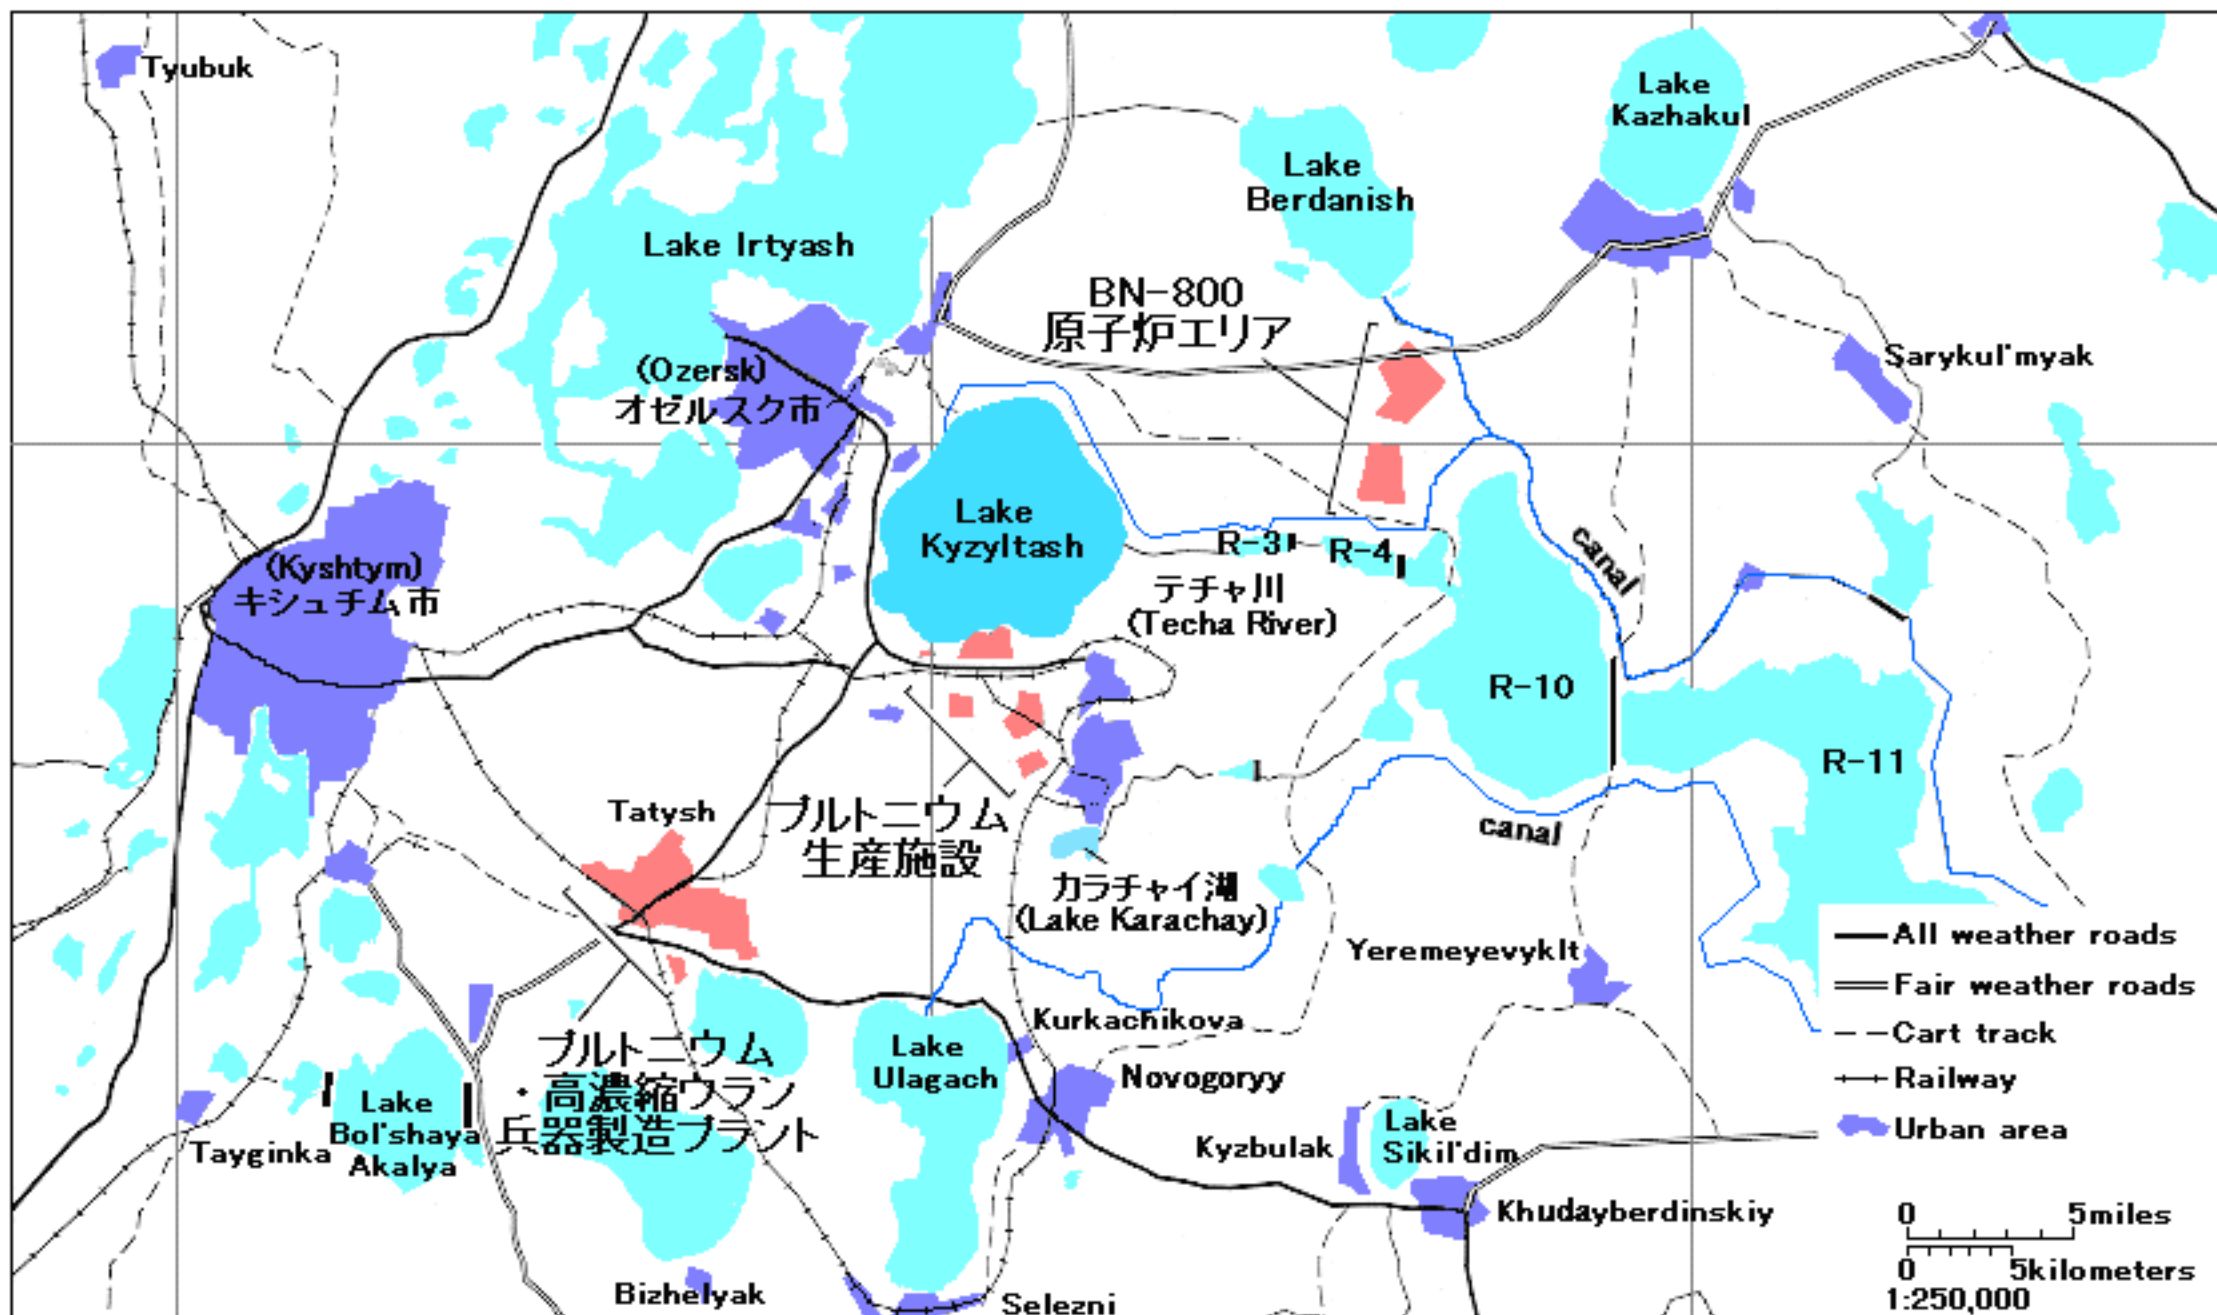 Tyubuk
Lake
Kazhakul
Lake
Berdanish
Lake Irtyash
BN-800
原子炉エリア
Sarykul'myak
(Ozersk)
オゼルスク市
Lake
Kyzyltash
R-3
R-4
canal
(Kyshtym)
キシュチム市
テチャ川
(Techa River)
R-10
R-11
Tatysh
プルトニウム
生産施設
canal
カラチャイ湖
(Lake Karachay)
Yeremeyevyklt
All weather roads
Fair weather roads
Cart track
Railway
Urban area
Kurkachikova
プルトニウム
・高濃縮ウラン
兵器製造プラント
Lake
Ulagach
Novogoryy
Lake
Bol'shaya
Akalya
Tayginka
Kyzbulak
Lake
Sikil'dim
Khudayberdinskiy
0 5miles
0 5kilometers
1:250,000
Bizhelyak
Selezni